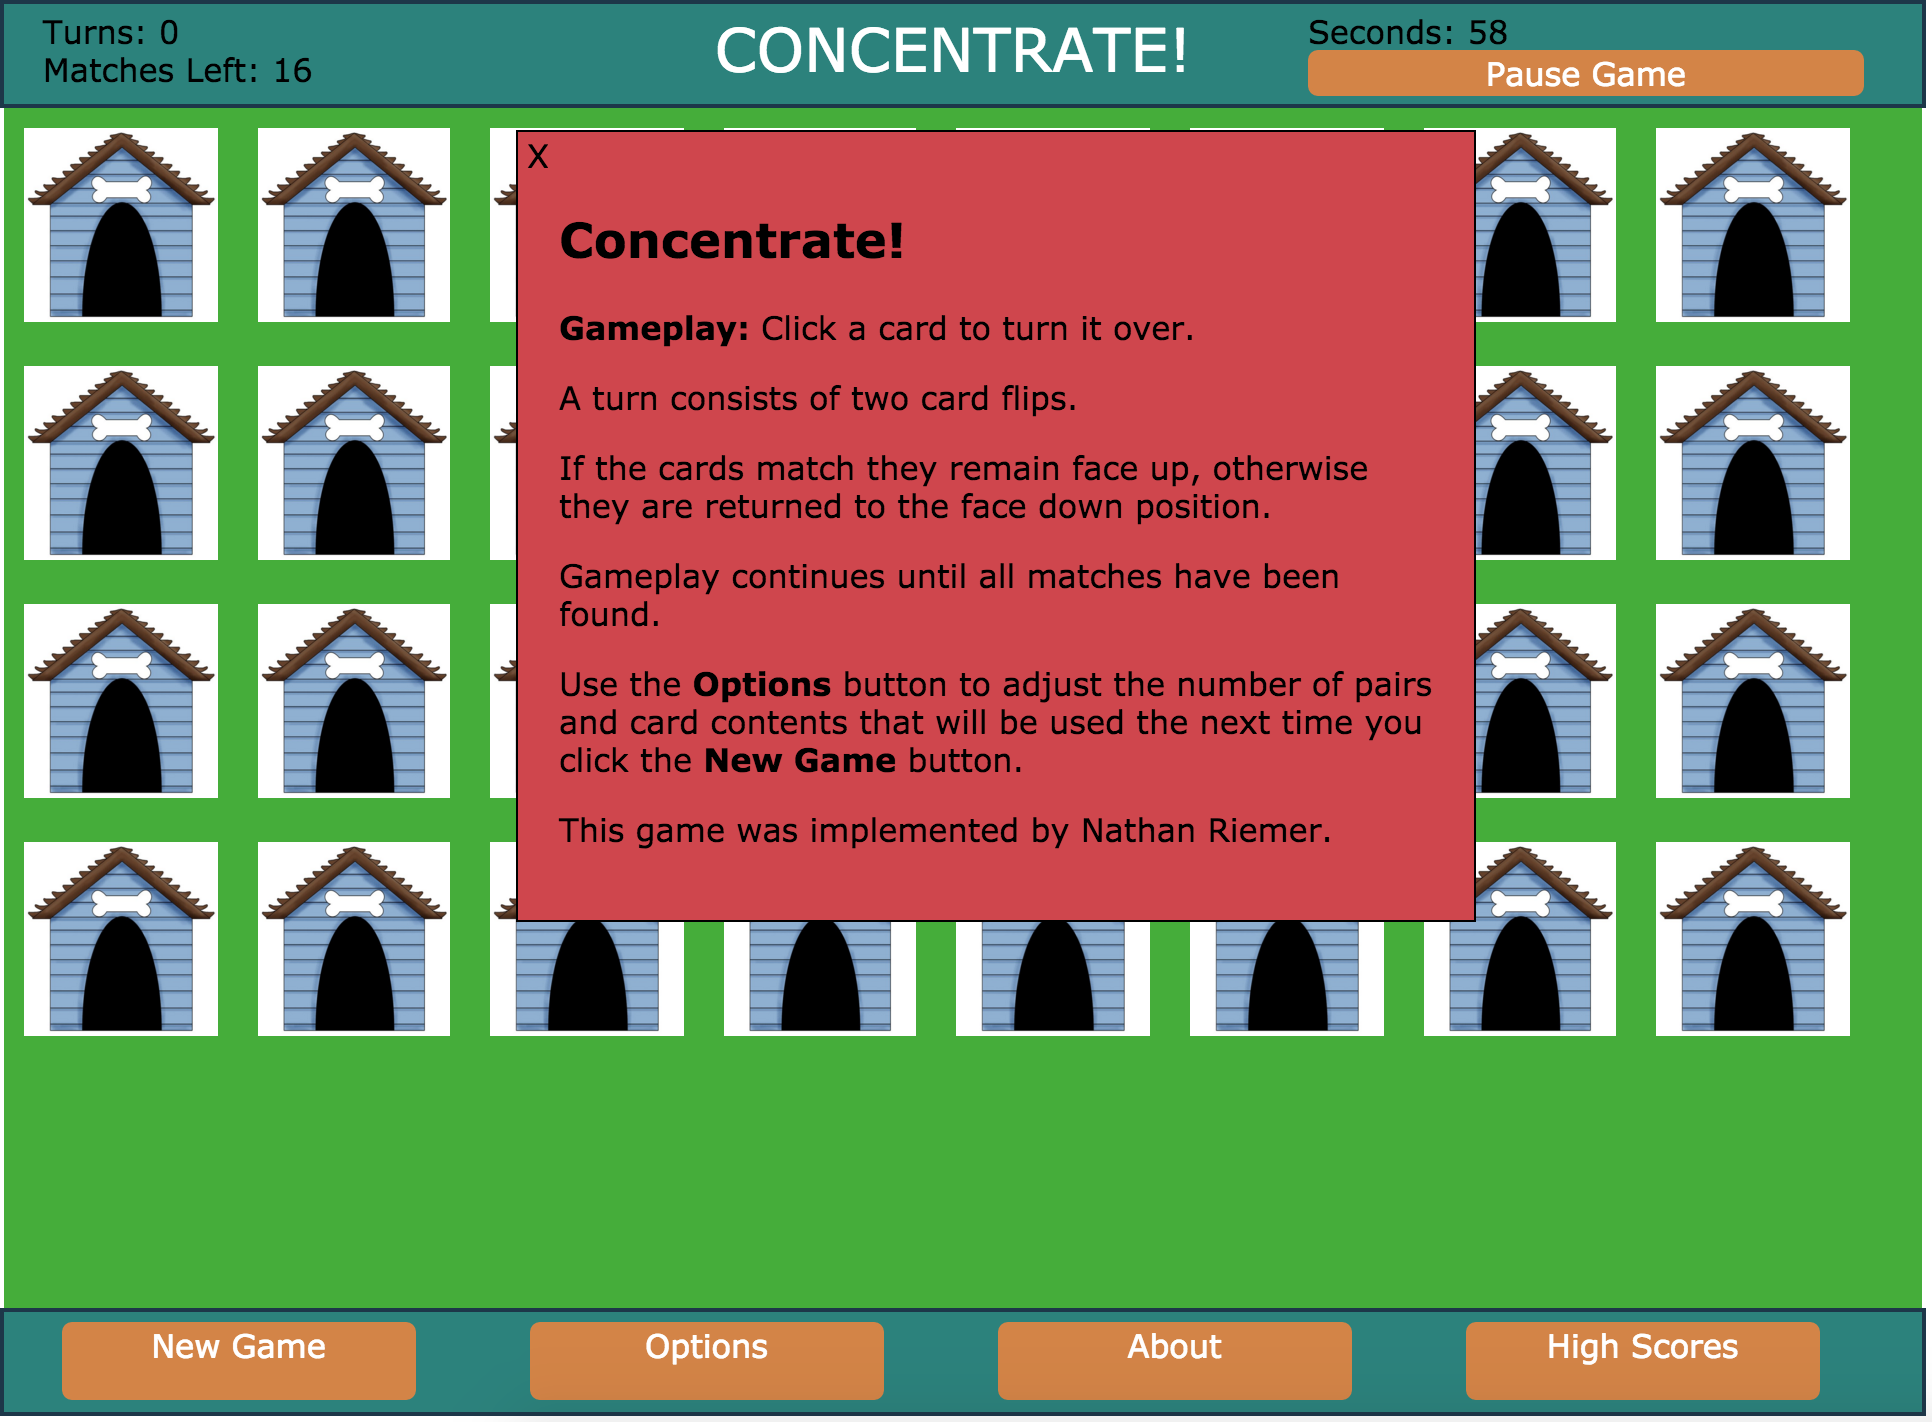 Turns: 0
Matches Left: 16
CONCENTRATE!
Seconds: 58
Pause Game
X
Concentrate!
Gameplay: Click a card to turn it over.
A turn consists of two card flips.
If the cards match they remain face up, otherwise
they are returned to the face down position.
Gameplay continues until all matches have been
found.
Use the Options button to adjust the number of pairs
and card contents that will be used the next time you
click the New Game button.
This game was implemented by Nathan Riemer.
New Game
Options
About
High Scores